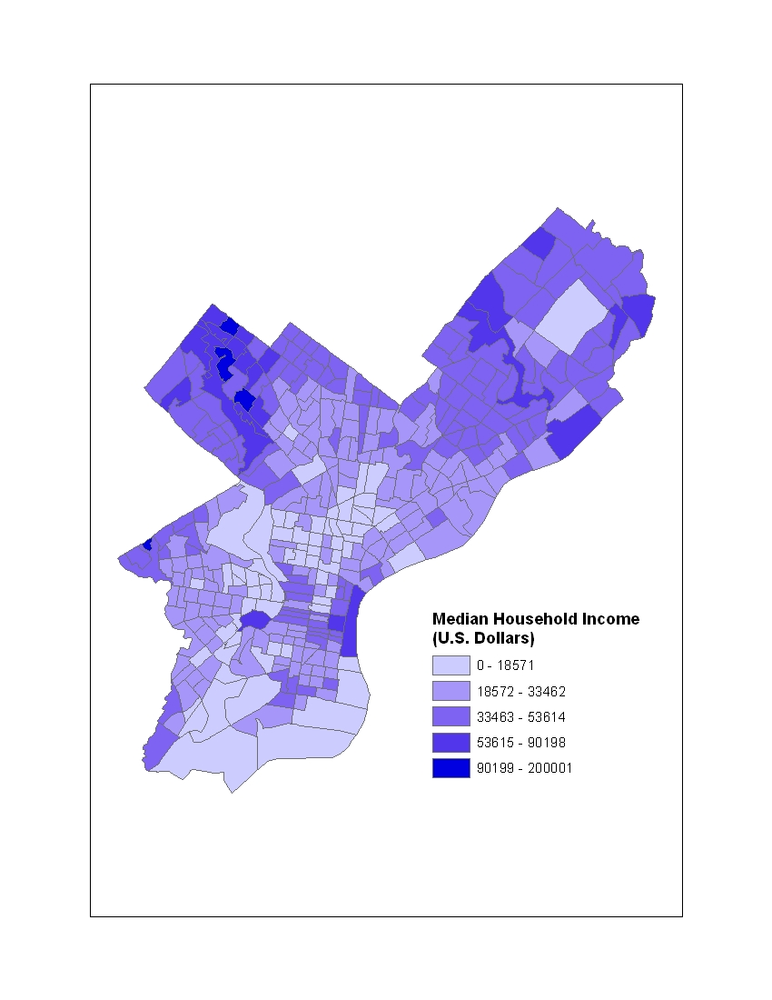 Median Household Income
(U.S. Dollars)
0 - 18571
18572 - 33462
33463 - 53614
53615 - 90198
90199 - 200001